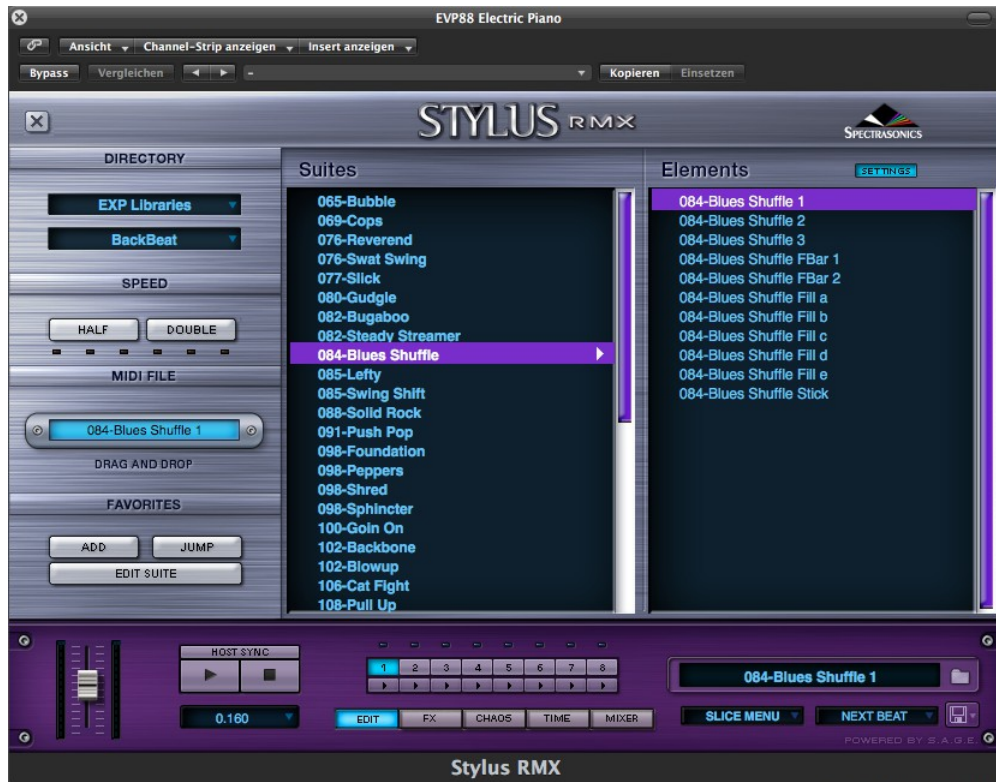 EVP88 Electric Piano
Ansicht Channel-Strip anzeigen Insert anzeigen
Bypass Vergleichen - Kopieren Einsetzen
STYLUS RMX
SPECTRASONICS
DIRECTORY
EXP Libraries
BackBeat
SPEED
HALF DOUBLE
MIDI FILE
084-Blues Shuffle 1
DRAG AND DROP
FAVORITES
ADD JUMP
EDIT SUITE
Suites
065-Bubble
069-Cops
076-Reverend
076-Swat Swing
077-Slick
080-Gudgie
082-Bugaboo
082-Steady Streamer
084-Blues Shuffle
085-Lefty
085-Swing Shift
088-Solid Rock
091-Push Pop
098-Foundation
098-Peppers
098-Shred
098-Sphincter
100-Goin On
102-Backbone
102-Blowup
106-Cat Fight
108-Pull Up
Elements SETTINGS
084-Blues Shuffle 1
084-Blues Shuffle 2
084-Blues Shuffle 3
084-Blues Shuffle FBar 1
084-Blues Shuffle FBar 2
084-Blues Shuffle Fill a
084-Blues Shuffle Fill b
084-Blues Shuffle Fill c
084-Blues Shuffle Fill d
084-Blues Shuffle Fill e
084-Blues Shuffle Stick
HOST SYNC
0.160
1 2 3 4 5 6 7 8
EDIT FX CHAOS TIME MIXER
084-Blues Shuffle 1
SLICE MENU NEXT BEAT
POWERED BY S.A.G.E.
Stylus RMX